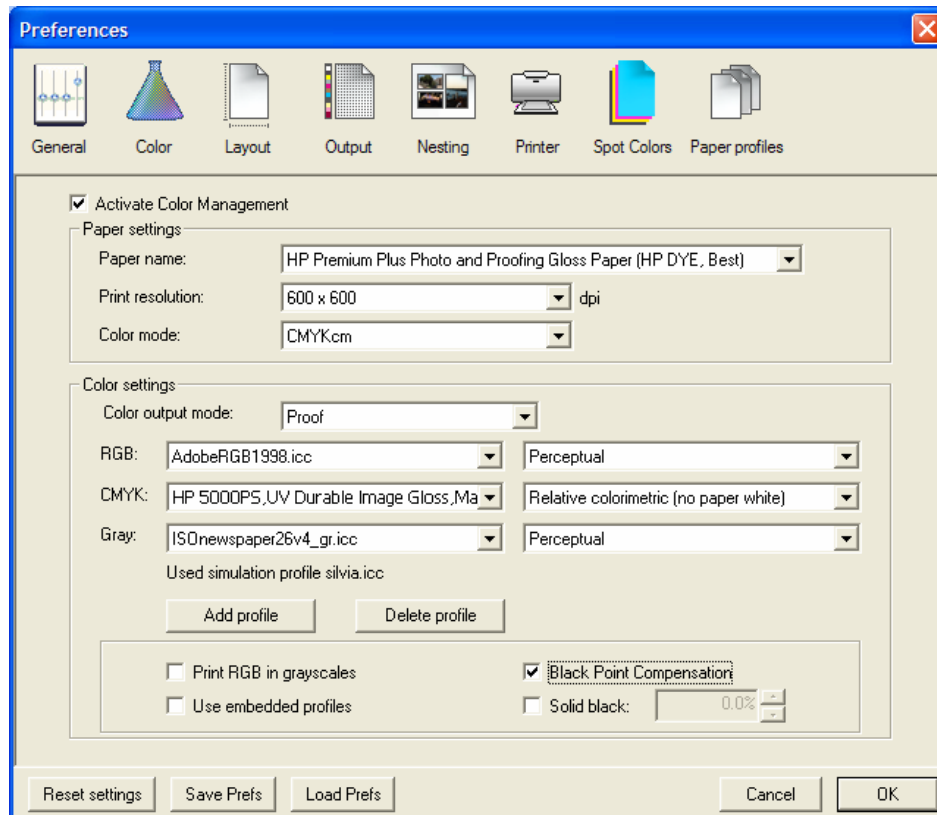 Preferences
General Color Layout Output Nesting Printer Spot Colors Paper profiles
Activate Color Management
Paper settings
Paper name: HP Premium Plus Photo and Proofing Gloss Paper (HP DYE, Best)
Print resolution: 600 x 600 dpi
Color mode: CMYKcm
Color settings
Color output mode: Proof
RGB: AdobeRGB1998.icc Perceptual
CMYK: HP 5000PS,UV Durable Image Gloss,Ma Relative colorimetric (no paper white)
Gray: ISOnewspaper26v4_gr.icc Perceptual
Used simulation profile silvia.icc
Add profile Delete profile
Print RGB in grayscales Black Point Compensation
Use embedded profiles Solid black: 0.0%
Reset settings Save Prefs Load Prefs Cancel OK